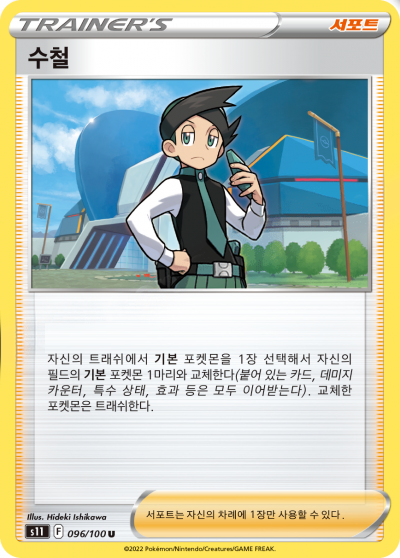 TRAINER'S 서포트
수철
자신의 트래쉬에서 기본 포켓몬을 1장 선택해서 자신의
필드의 기본 포켓몬 1마리와 교체한다(붙어 있는 카드, 데미지
카운터, 특수 상태, 효과 등은 모두 이어받는다). 교체한
포켓몬은 트래쉬한다.
Illus. Hideki Ishikawa
s11 F 096/100 U
서포트는 자신의 차례에 1장만 사용할 수 있다.
©2022 Pokémon/Nintendo/Creatures/GAME FREAK.